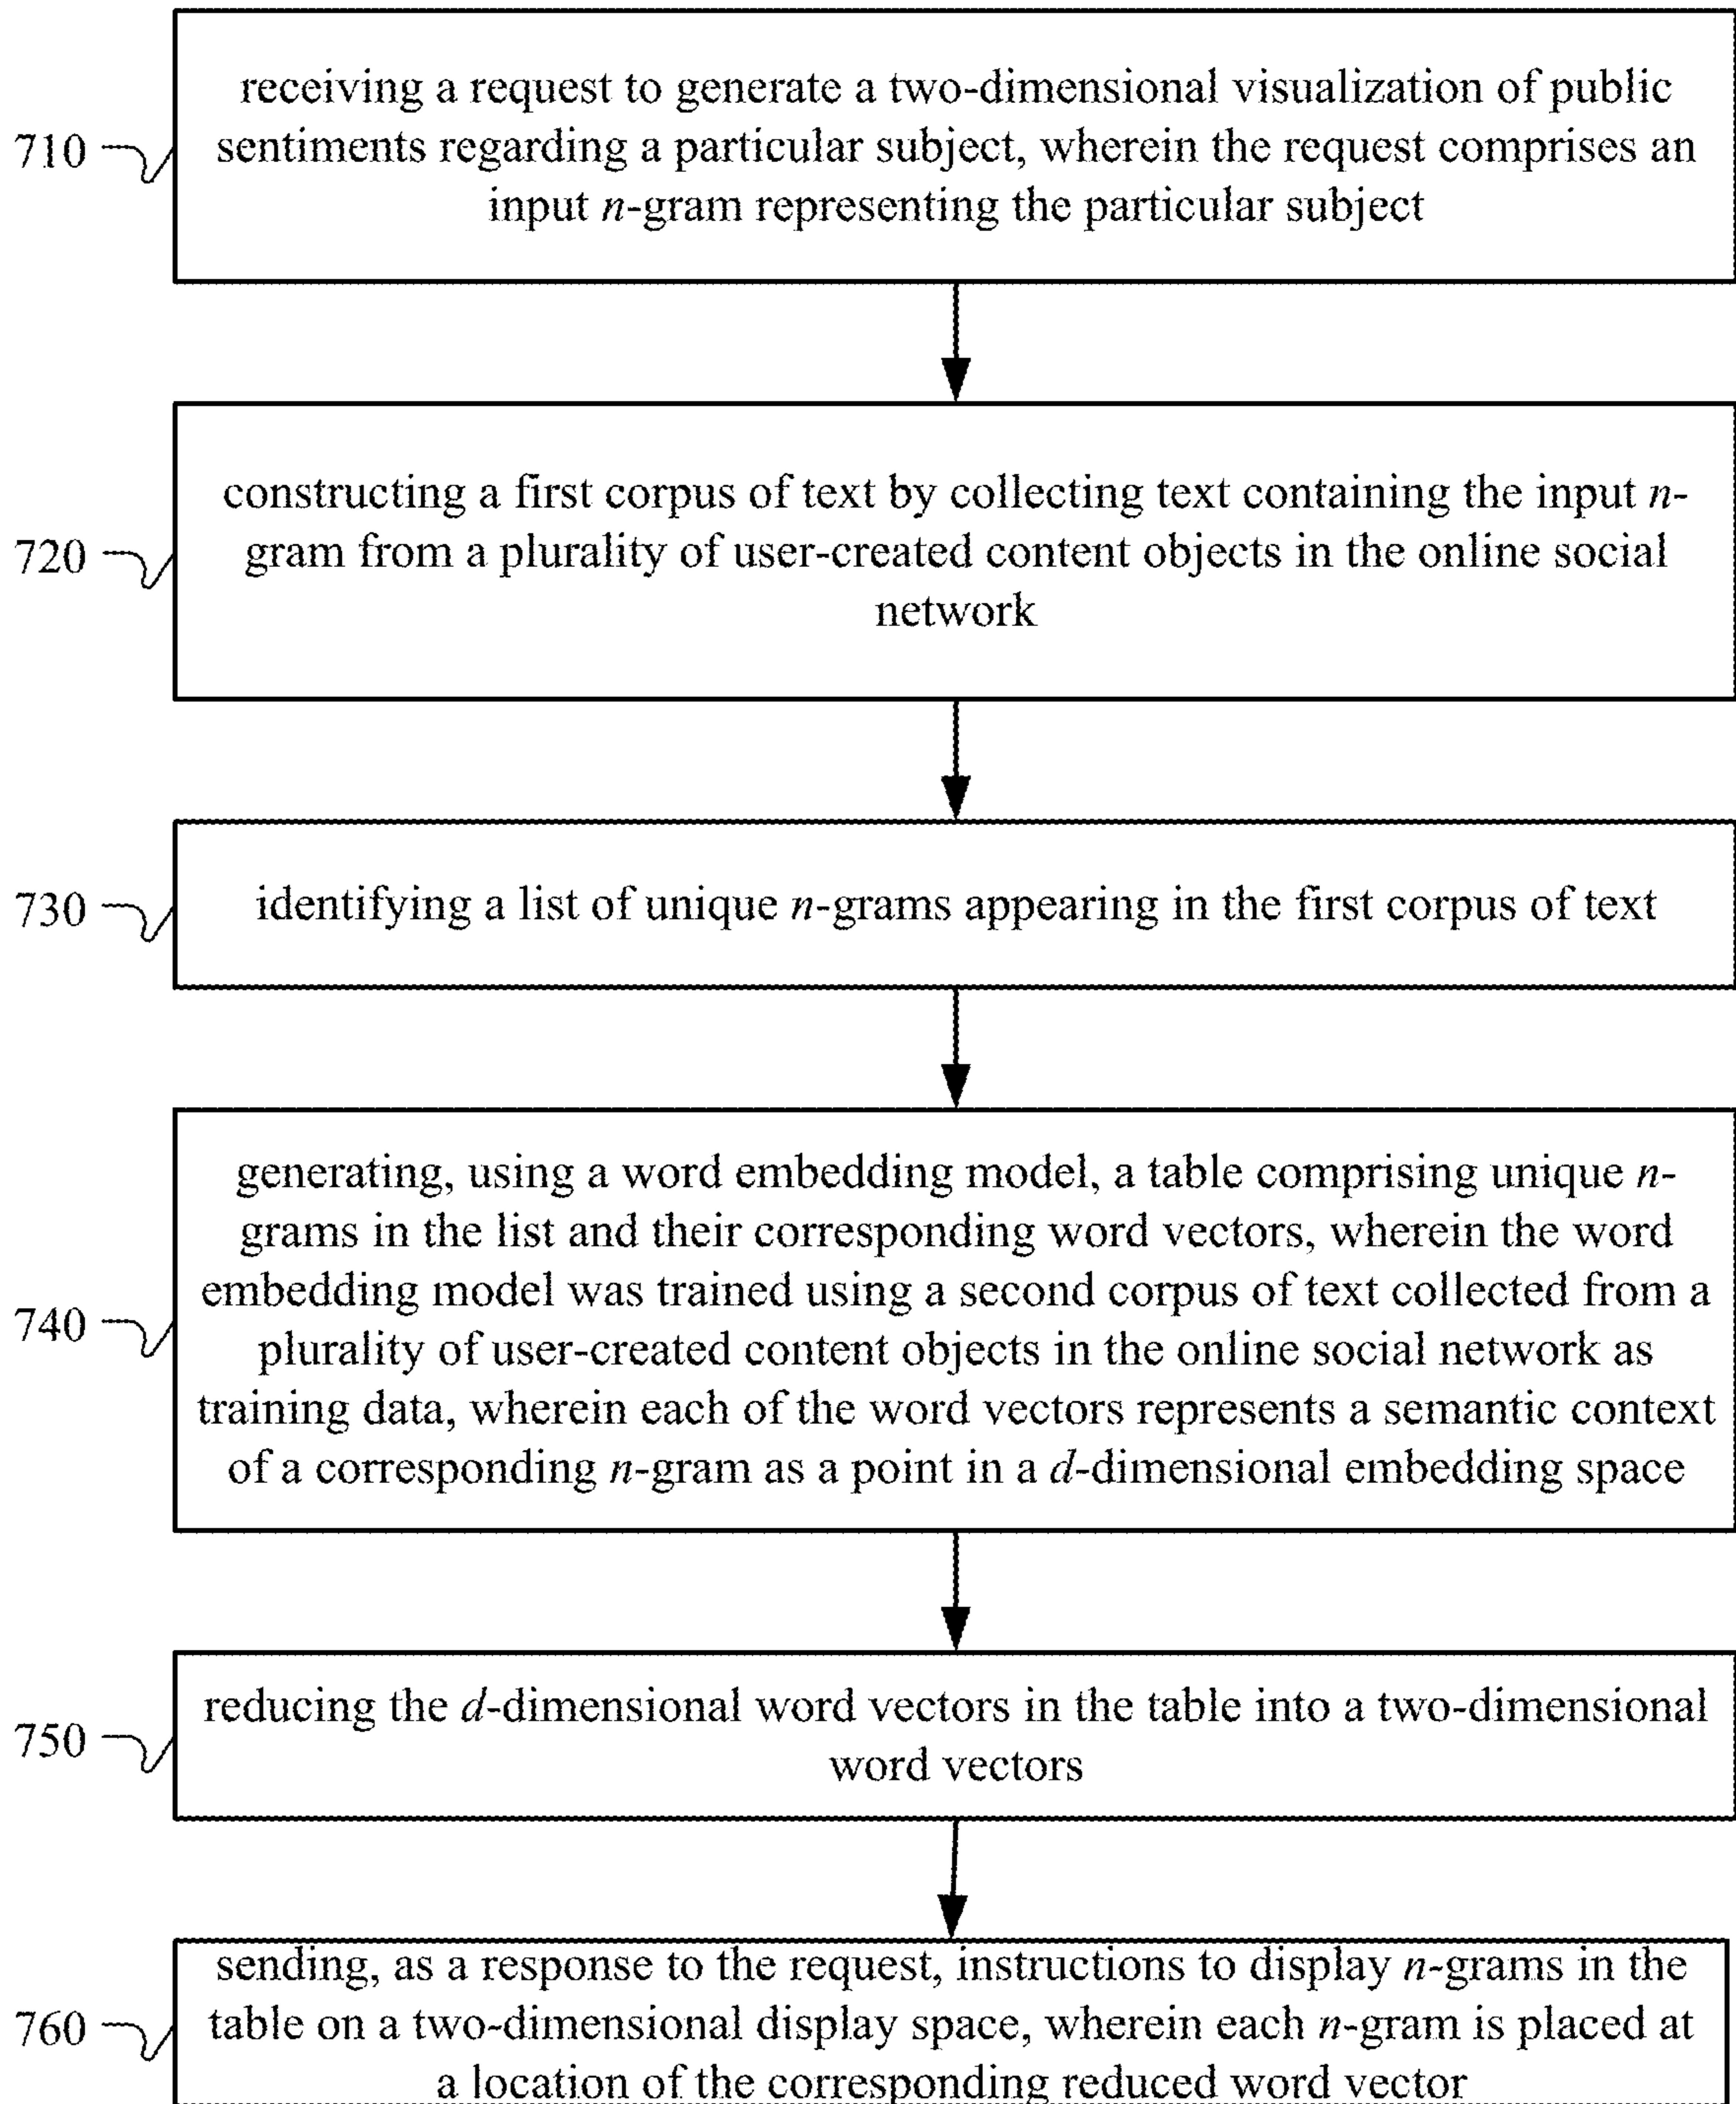 receiving a request to generate a two-dimensional visualization of public
710 sentiments regarding a particular subject, wherein the request comprises an
input n-gram representing the particular subject
constructing a first corpus of text by collecting text containing the input n-
720 gram from a plurality of user-created content objects in the online social
network
730 identifying a list of unique n-grams appearing in the first corpus of text
generating, using a word embedding model, a table comprising unique n-
grams in the list and their corresponding word vectors, wherein the word
embedding model was trained using a second corpus of text collected from a
740 plurality of user-created content objects in the online social network as
training data, wherein each of the word vectors represents a semantic context
of a corresponding n-gram as a point in a d-dimensional embedding space
750 reducing the d-dimensional word vectors in the table into a two-dimensional
word vectors
sending, as a response to the request, instructions to display n-grams in the
760 table on a two-dimensional display space, wherein each n-gram is placed at
a location of the corresponding reduced word vector